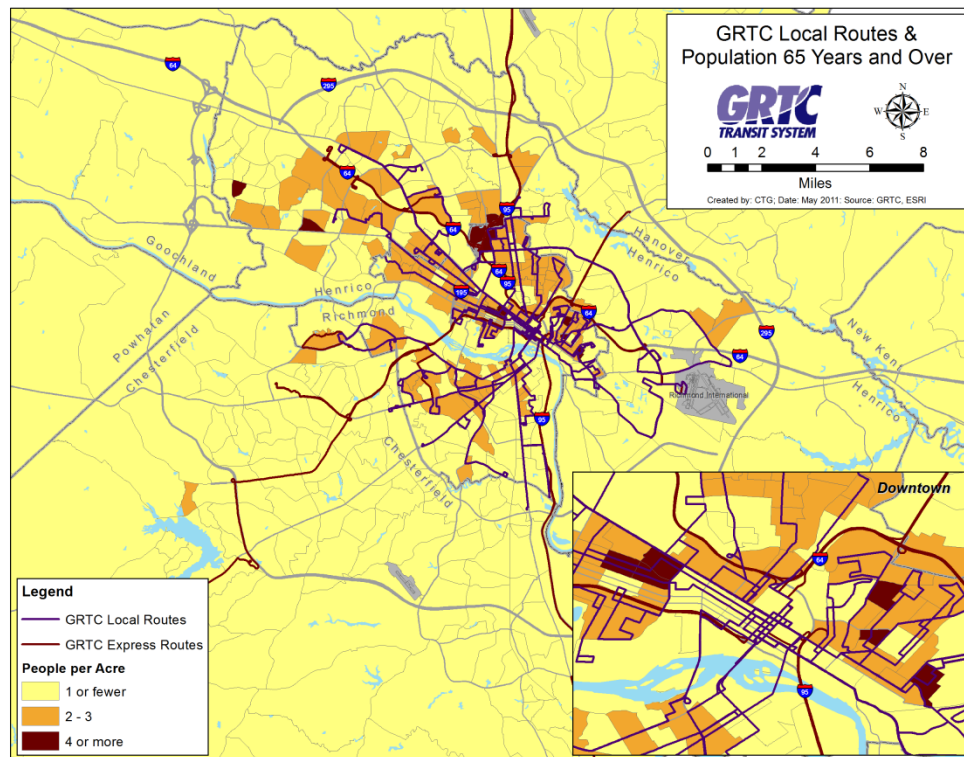 GRTC Local Routes &
Population 65 Years and Over
GRTC
TRANSIT SYSTEM
N
W E
S
0 1 2 4 6 8
Miles
Created by: CTG; Date: May 2011: Source: GRTC, ESRI
64
295
64
95
64
Hanover
Henrico
Goochland
64
95
195
Henrico
Richmond
64
Powhatan
Chesterfield
295
64
New Kent
Henrico
Richmond International
95
Chesterfield
Downtown
64
95
Legend
GRTC Local Routes
GRTC Express Routes
People per Acre
1 or fewer
2 - 3
4 or more